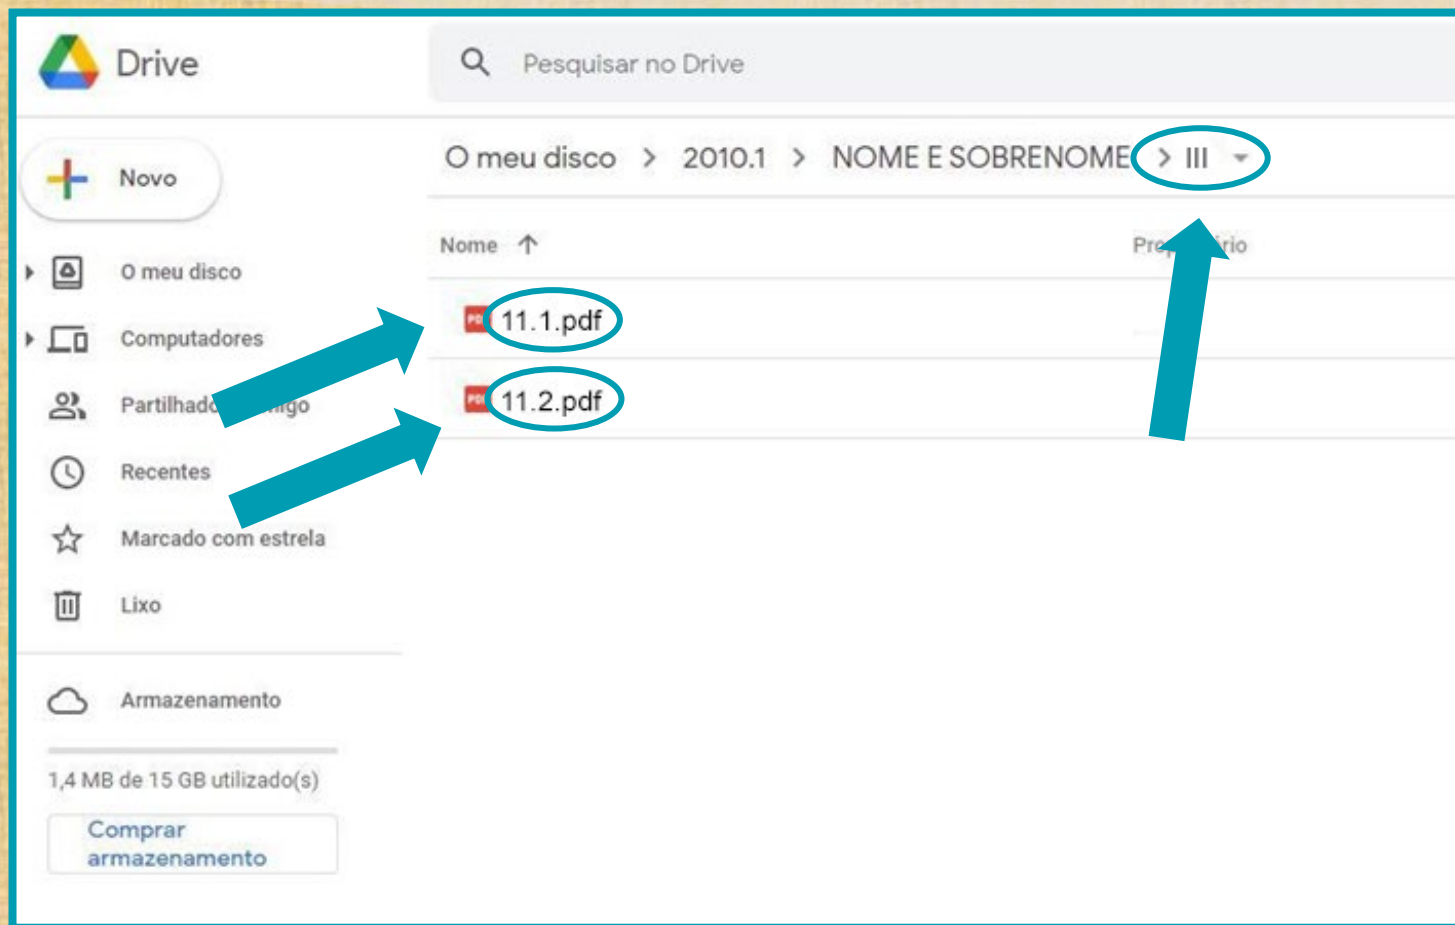 Drive
Pesquisar no Drive
O meu disco > 2010.1 > NOME E SOBRENOME > III
Novo
Nome
O meu disco
11.1.pdf
Computadores
11.2.pdf
Recentes
Marcado com estrela
Lixo
Armazenamento
1,4 MB de 15 GB utilizado(s)
Comprar
armazenamento